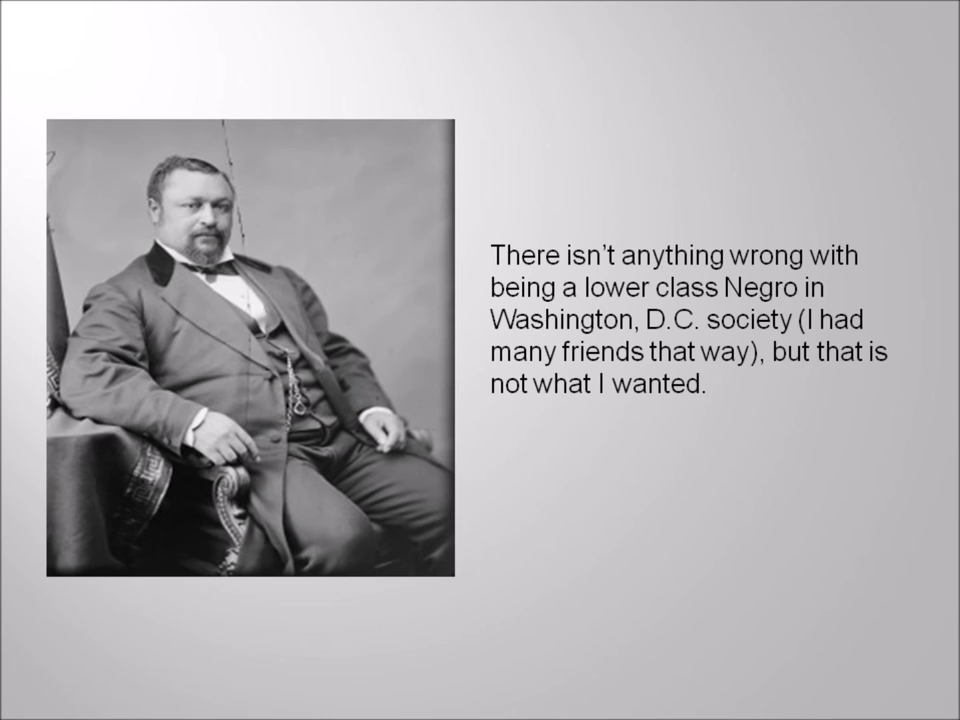 There isn’t anything wrong with
being a lower class Negro in
Washington, D.C. society (I had
many friends that way), but that is
not what I wanted.